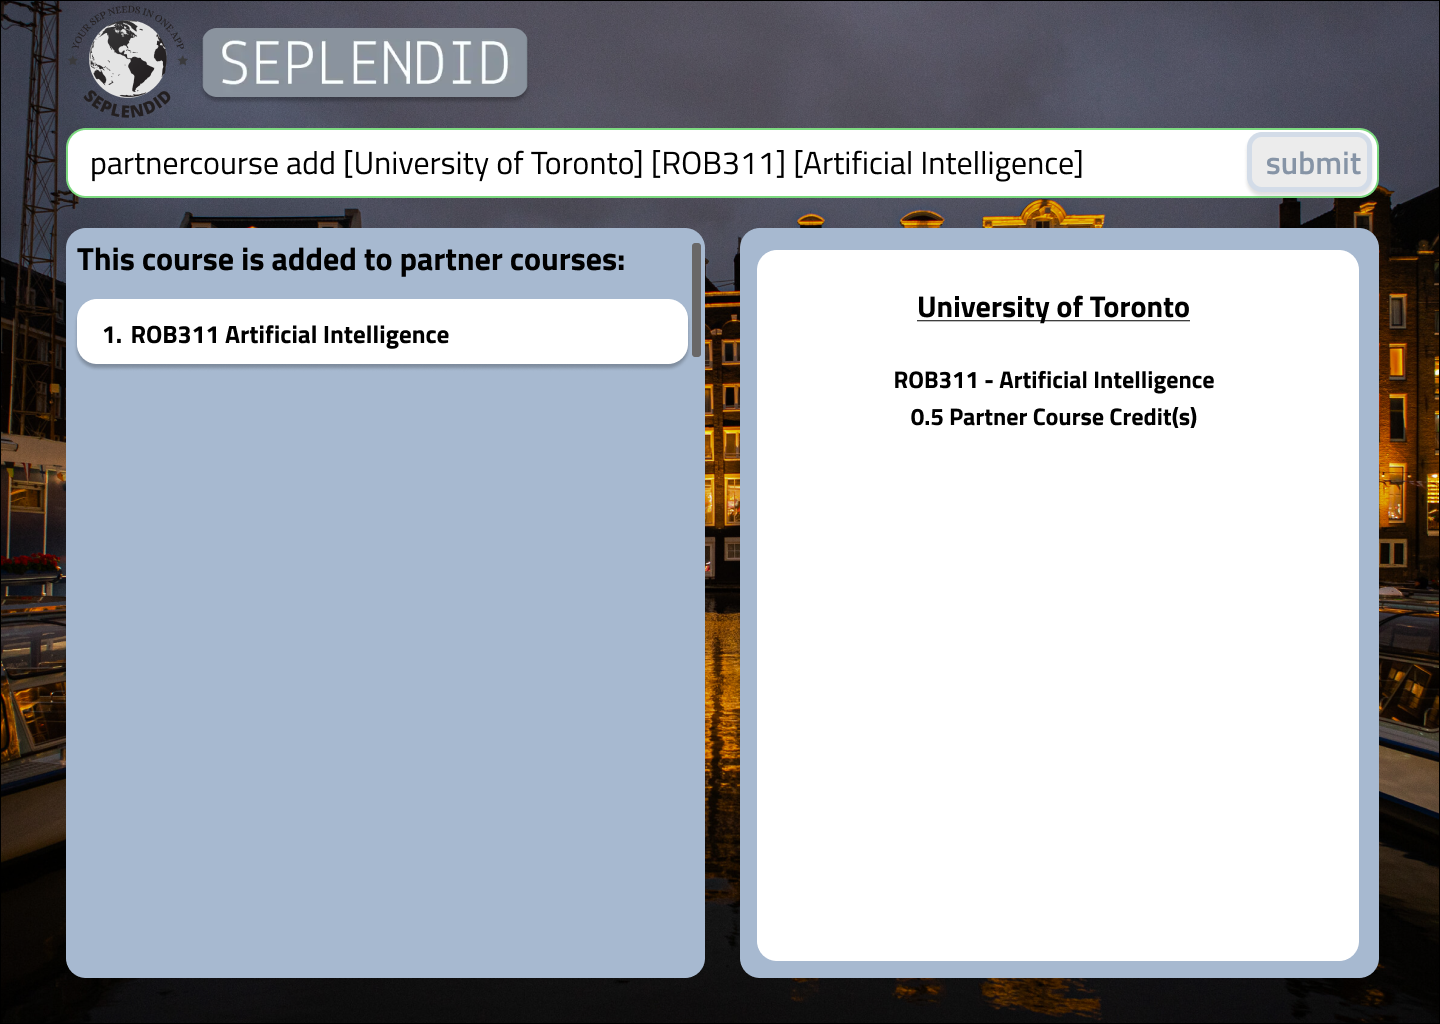 YOUR SEP NEEDS IN ONE APP
SEPLENDID
SEPLENDID
partnercourse add [University of Toronto] [ROB311] [Artificial Intelligence]
submit
This course is added to partner courses:
1. ROB311 Artificial Intelligence
University of Toronto
ROB311 - Artificial Intelligence
0.5 Partner Course Credit(s)